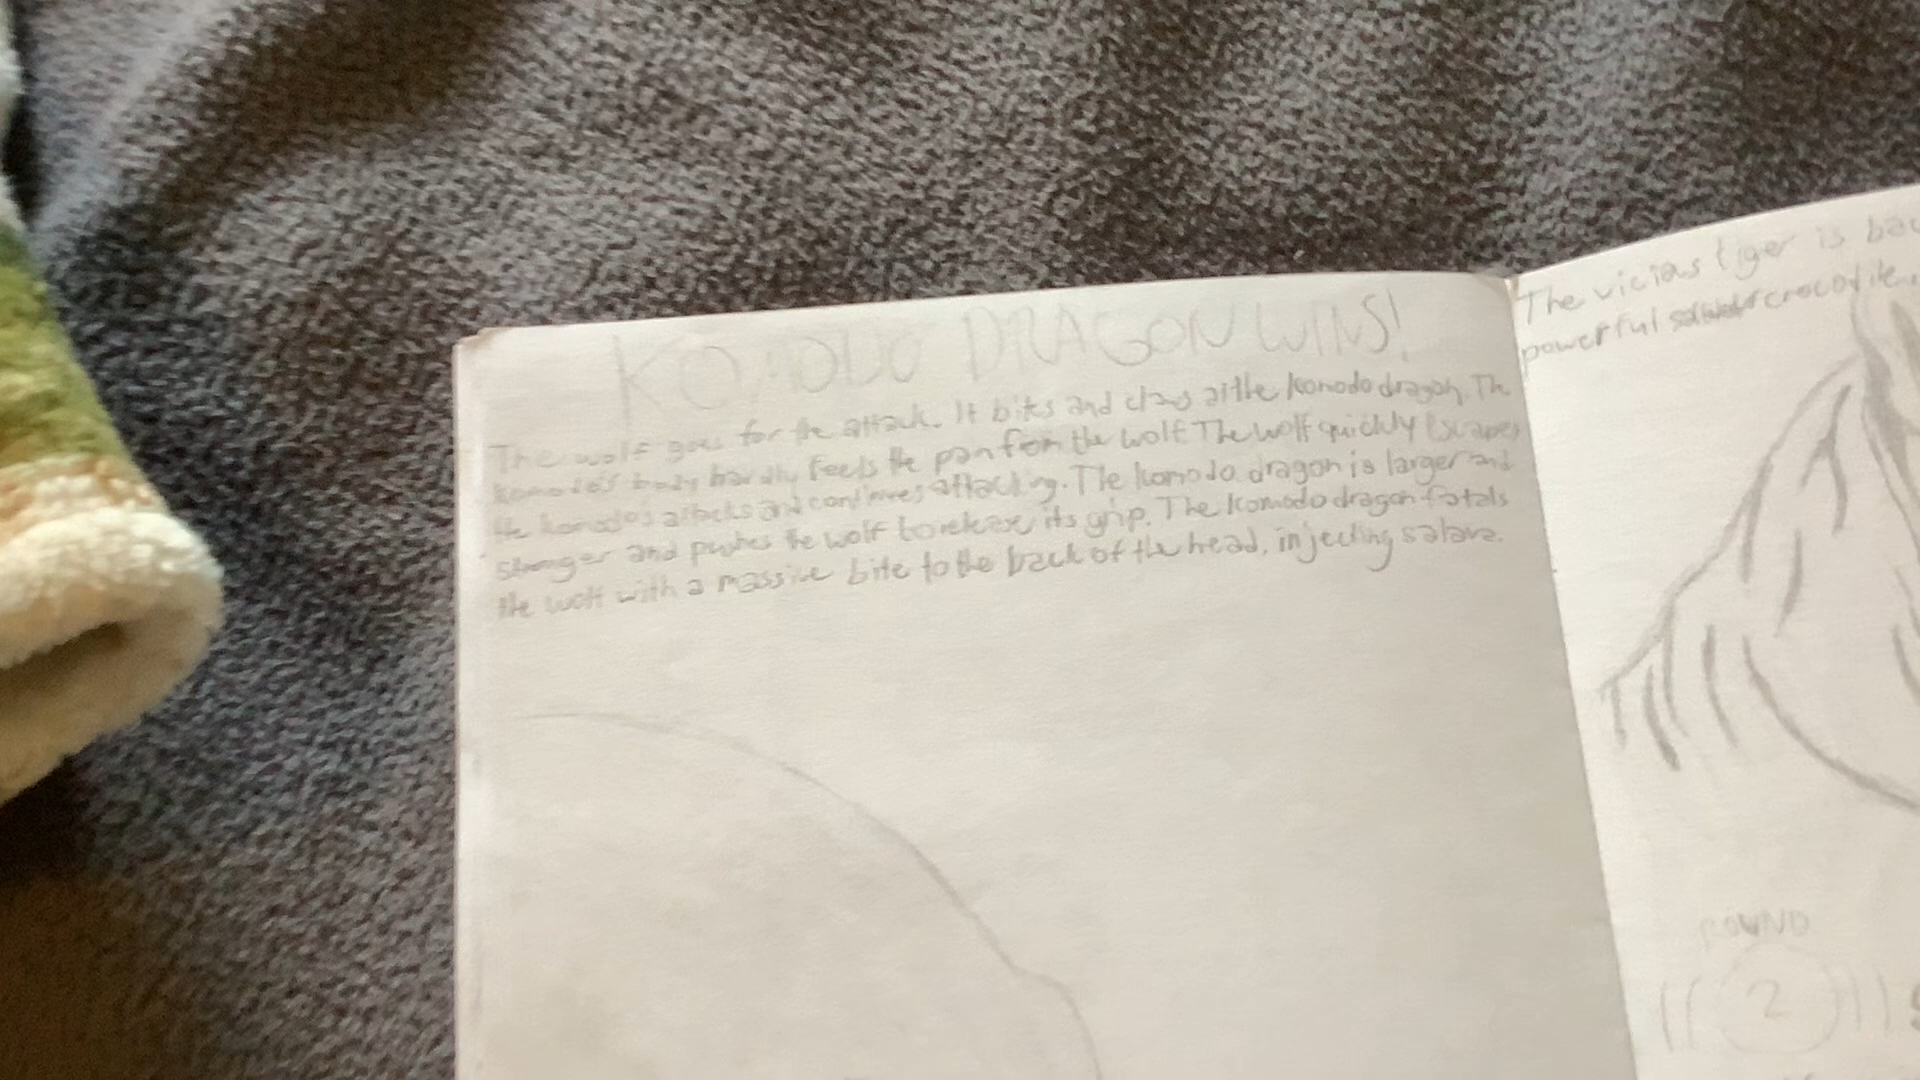 KOMODO DRAGON WINS!
The wolf goes for the attack. It bites and claws at the komodo dragon. The
komodo's body hardly feels the pan from the wolf. The wolf quickly escapes
the komodo's attacks and continues attacking. The komodo dragon is larger and
stronger and pushes the wolf to release its grip. The komodo dragon fatals
the wolf with a massive bite to the back of the head, injecting salava.
The vicious tiger is bac
powerful crocodile.
ROUND
2